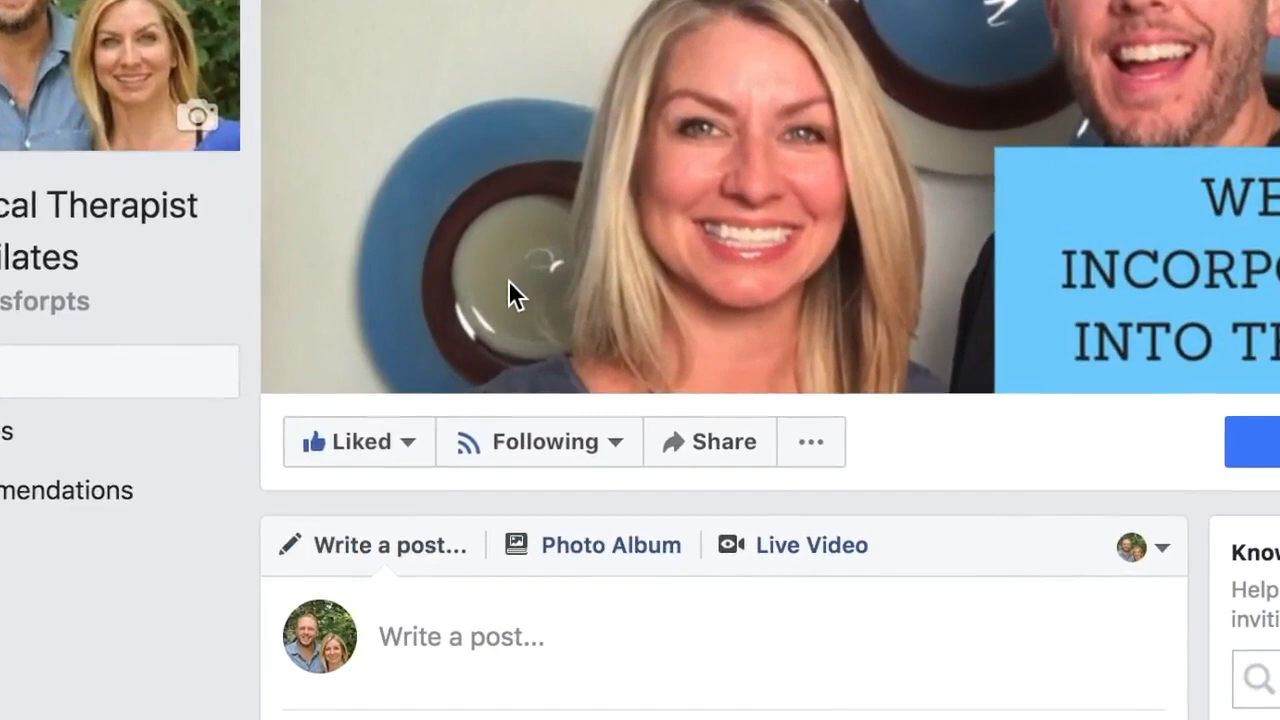 cal Therapist
ilates
sforpts
s
mendations
WE
INCORPO
INTO TH
Liked
Following
Share
Write a post...
Photo Album
Live Video
Write a post...
Know
Help
inviti